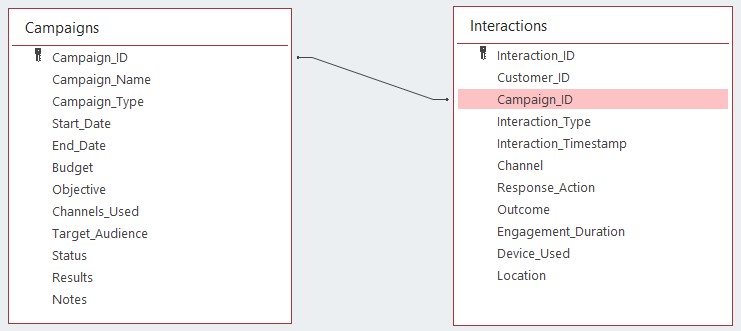 Campaigns
Campaign_ID
Campaign_Name
Campaign_Type
Start_Date
End_Date
Budget
Objective
Channels_Used
Target_Audience
Status
Results
Notes
Interactions
Interaction_ID
Customer_ID
Campaign_ID
Interaction_Type
Interaction_Timestamp
Channel
Response_Action
Outcome
Engagement_Duration
Device_Used
Location